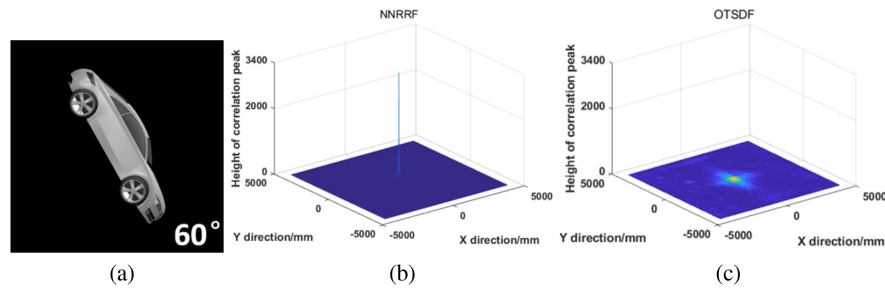 60°
(a)
NNRRF
Height of correlation peak
3400
2000
0
5000
0
-5000
Y direction/mm
-5000
0
5000
X direction/mm
(b)
OTSDF
Height of correlation peak
3400
2000
0
5000
0
-5000
Y direction/mm
-5000
0
5000
X direction/mm
(c)